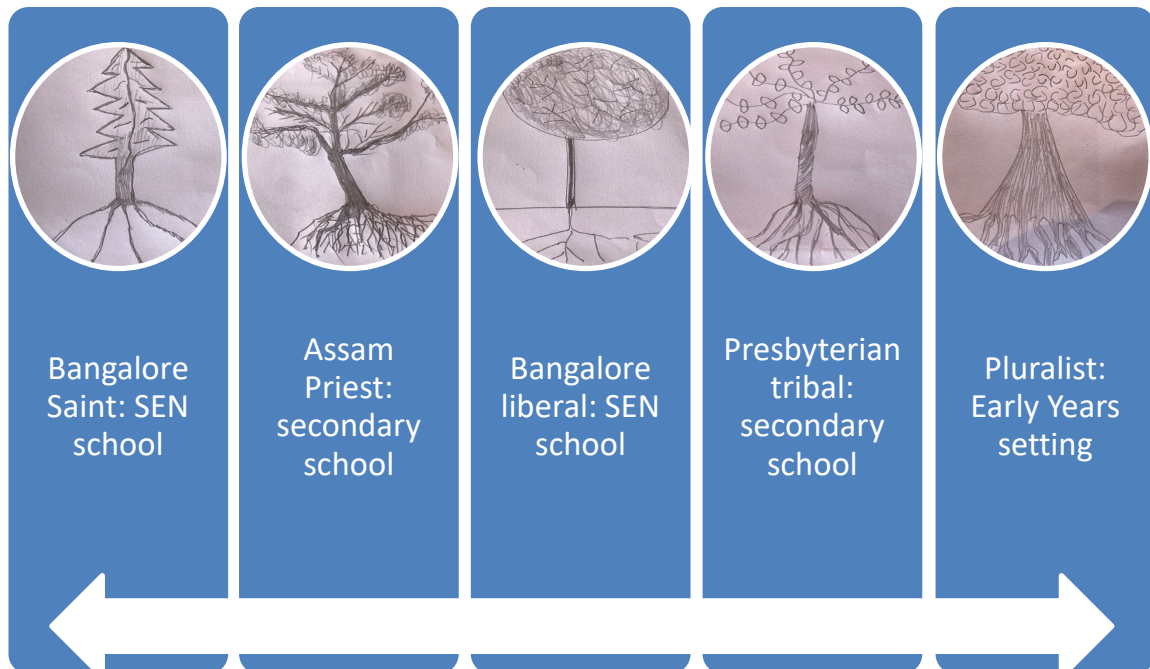 Bangalore
Saint: SEN
school
Assam
Priest:
secondary
school
Bangalore
liberal: SEN
school
Presbyterian
tribal:
secondary
school
Pluralist:
Early Years
setting